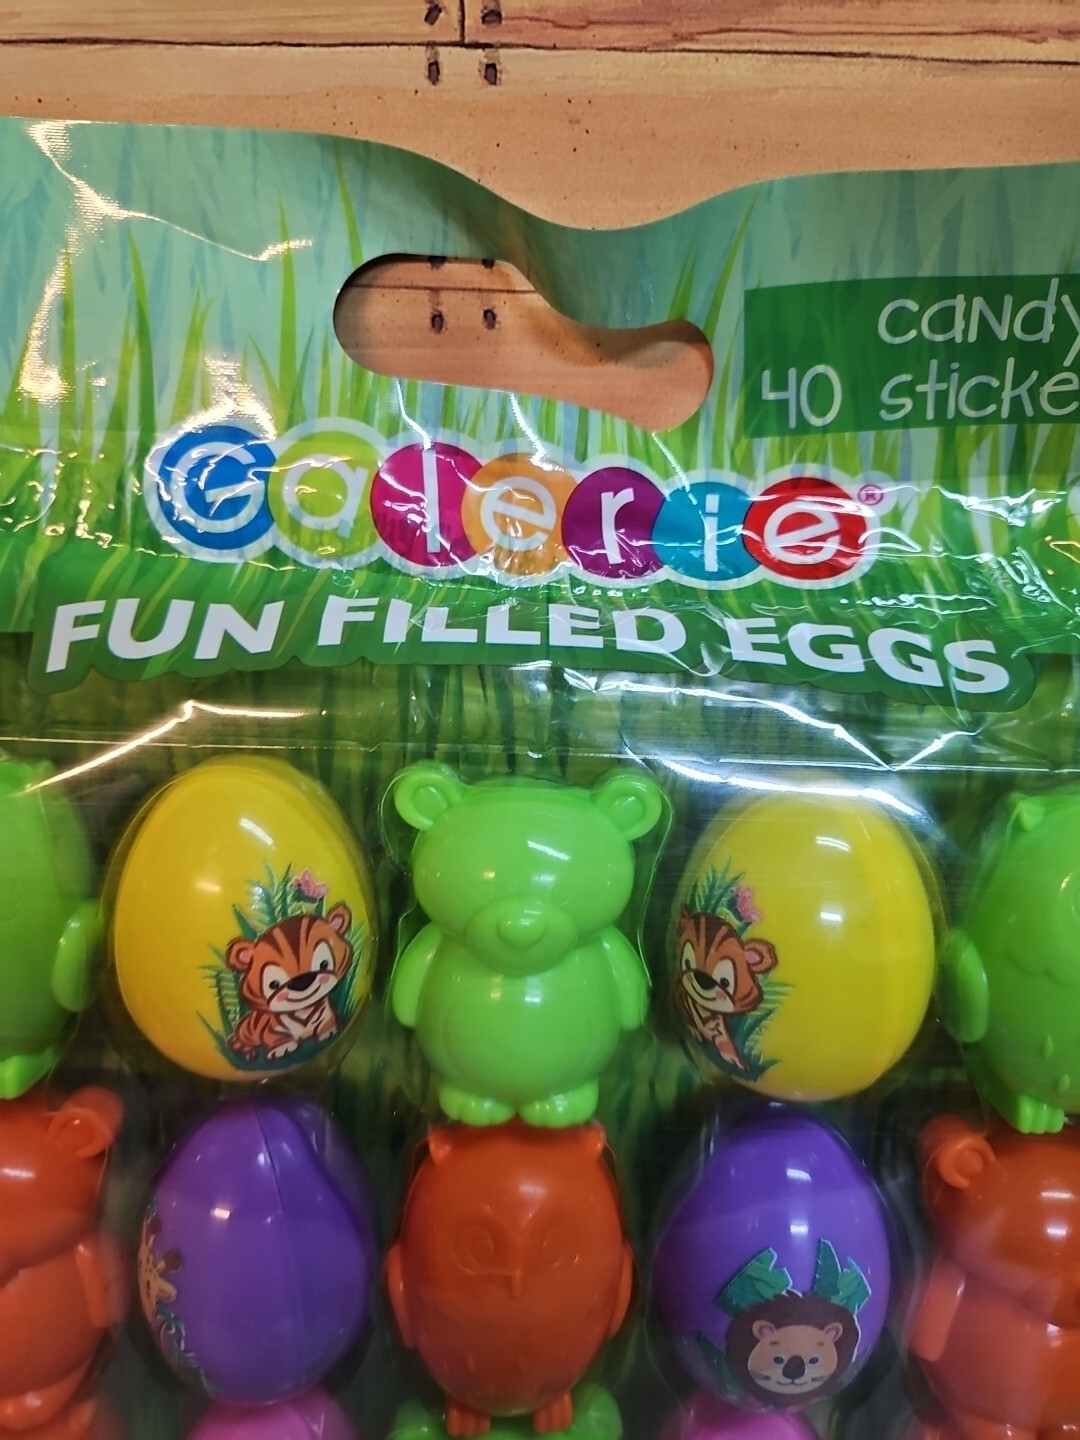 candy
40 sticke
Galerie®
FUN FILLED EGGS